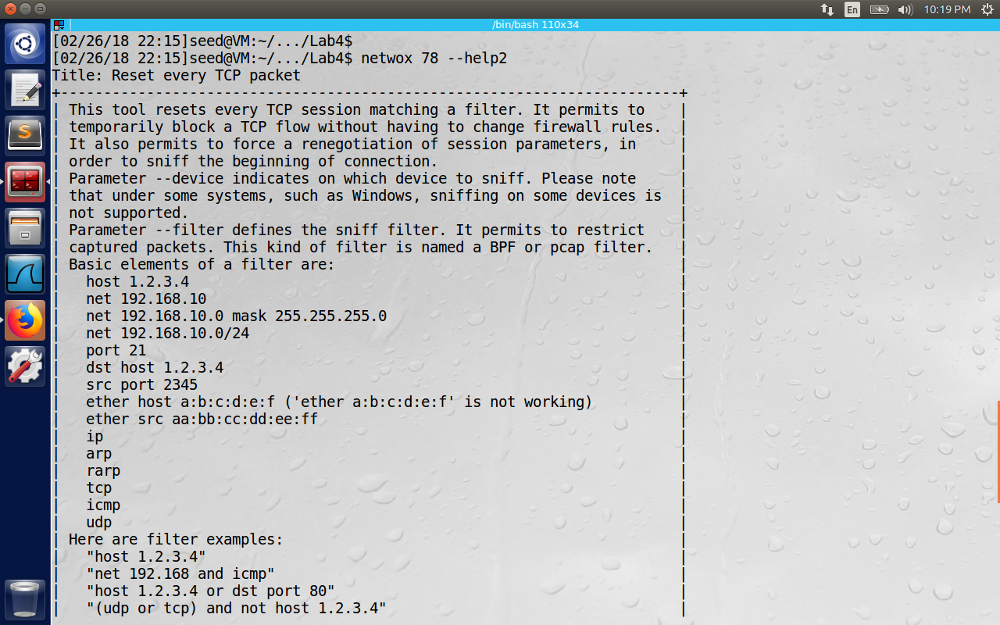 En
10:19 PM
/bin/bash 110x34
[02/26/18 22:15]seed@VM:~/.../Lab4$
[02/26/18 22:15]seed@VM:~/.../Lab4$ netwox 78 --help2
Title: Reset every TCP packet
+------------------------------------------------------------------------+
| This tool resets every TCP session matching a filter. It permits to |
| temporarily block a TCP flow without having to change firewall rules. |
| It also permits to force a renegotiation of session parameters, in |
| order to sniff the beginning of connection. |
| Parameter --device indicates on which device to sniff. Please note |
| that under some systems, such as Windows, sniffing on some devices is |
| not supported. |
| Parameter --filter defines the sniff filter. It permits to restrict |
| captured packets. This kind of filter is named a BPF or pcap filter. |
| Basic elements of a filter are: |
| host 1.2.3.4 |
| net 192.168.10 |
| net 192.168.10.0 mask 255.255.255.0 |
| net 192.168.10.0/24 |
| port 21 |
| dst host 1.2.3.4 |
| src port 2345 |
| ether host a:b:c:d:e:f ('ether a:b:c:d:e:f' is not working) |
| ether src aa:bb:cc:dd:ee:ff |
| ip |
| arp |
| rarp |
| tcp |
| icmp |
| udp |
| Here are filter examples: |
| "host 1.2.3.4" |
| "net 192.168 and icmp" |
| "host 1.2.3.4 or dst port 80" |
| "(udp or tcp) and not host 1.2.3.4" |